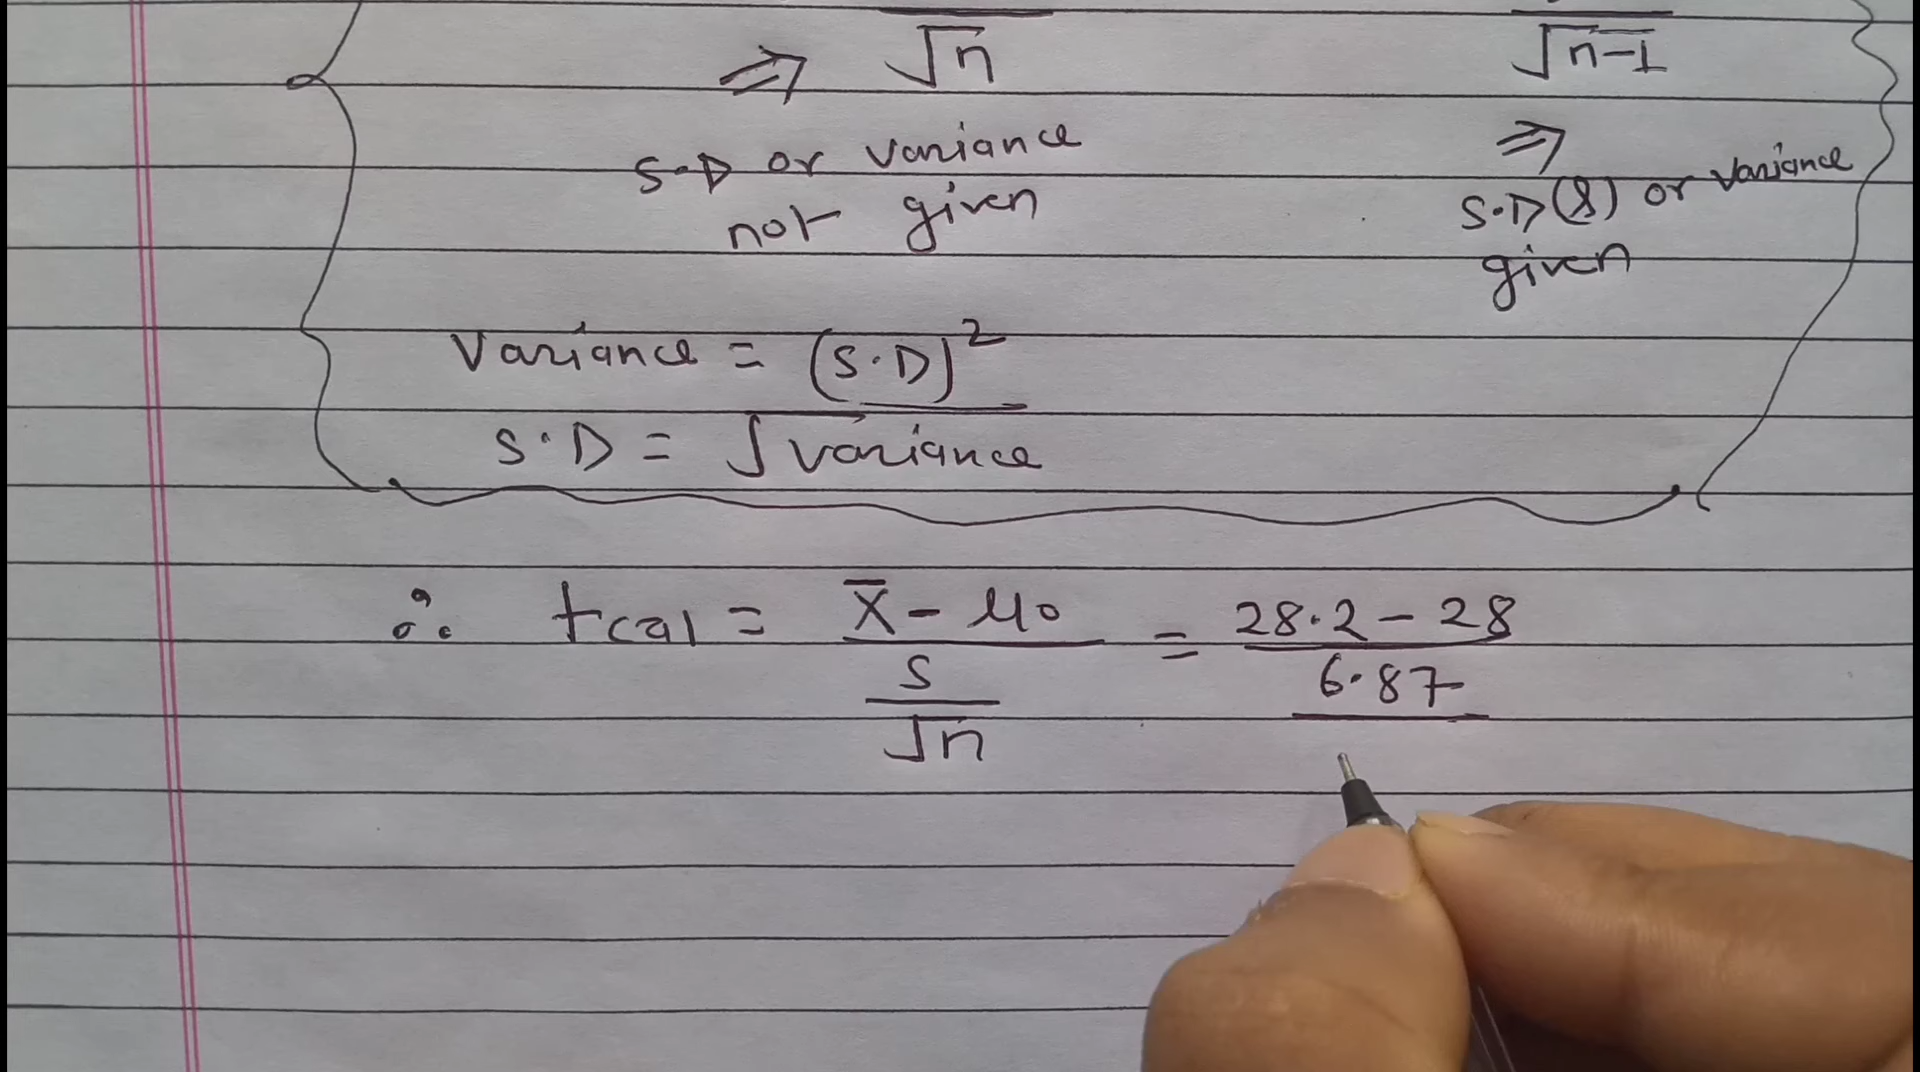 ⇒ √n √n-1
S.D or variance ⇒
not given S.D(s) or variance
given
Variance = (S.D)²
S.D = √variance
∴ tcal = x̄ - μ0 = 28.2 - 28
s 6.87
√n